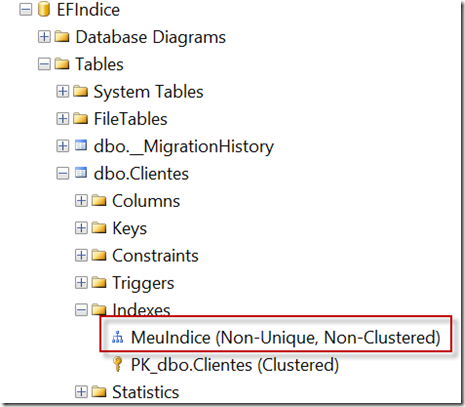 EFIndice
Database Diagrams
Tables
System Tables
FileTables
dbo.__MigrationHistory
dbo.Clientes
Columns
Keys
Constraints
Triggers
Indexes
MeuIndice (Non-Unique, Non-Clustered)
PK_dbo.Clientes (Clustered)
Statistics